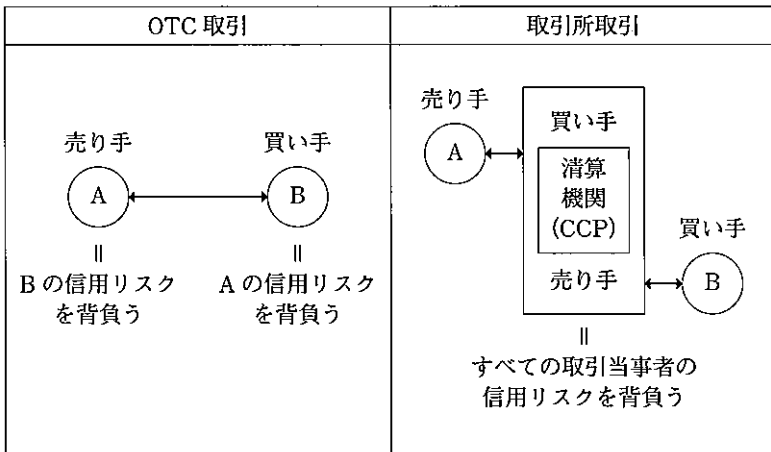 OTC 取引
売り手
買い手
A
B
||
||
B の信用リスク
を背負う
A の信用リスク
を背負う
取引所取引
売り手
A
買い手
清算
機関
(CCP)
売り手
買い手
B
||
すべての取引当事者の
信用リスクを背負う